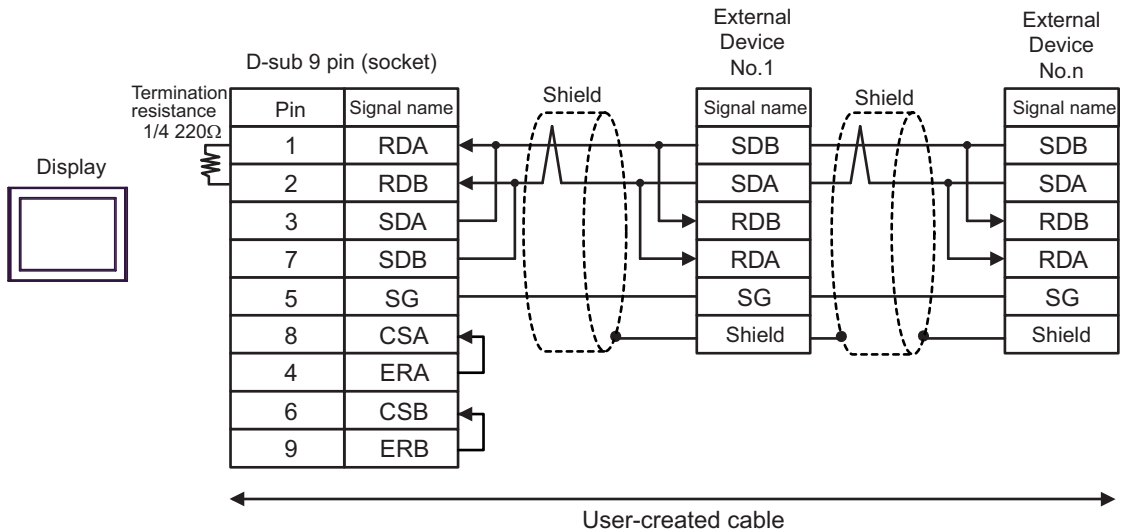 External
Device
No.1
External
Device
No.n
D-sub 9 pin (socket)
Termination
resistance
1/4 220Ω
Display
Pin Signal name
1 RDA
2 RDB
3 SDA
7 SDB
5 SG
8 CSA
4 ERA
6 CSB
9 ERB
Shield
Signal name
SDB
SDA
RDB
RDA
SG
Shield
Shield
Signal name
SDB
SDA
RDB
RDA
SG
Shield
User-created cable